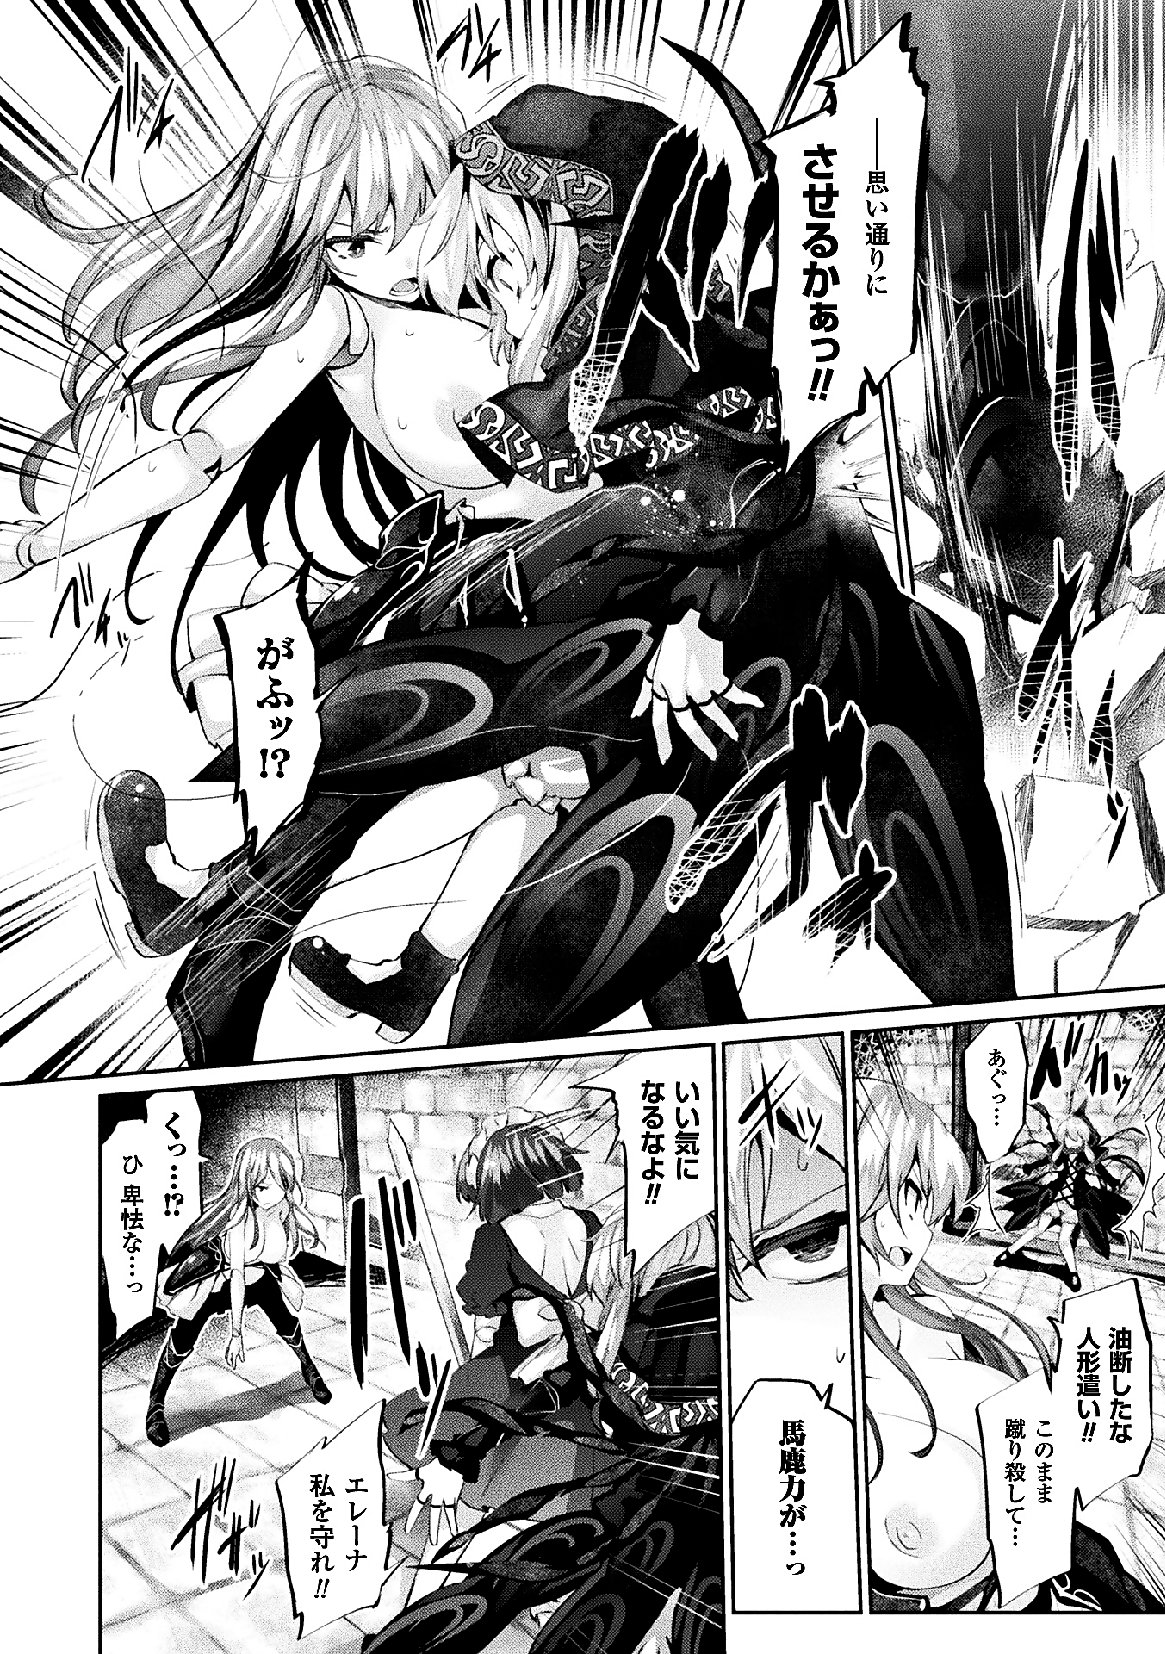 ――思い通りに
させるかぁっ!!
がふッ!?
あぐっ…
油断したな
人形遣い!!
このまま
蹴り殺して…
馬鹿力が…っ
いい気に
なるなよ!!
エレーナ
私を守れ!!
くっ…!?
ひ 卑怯な…っ